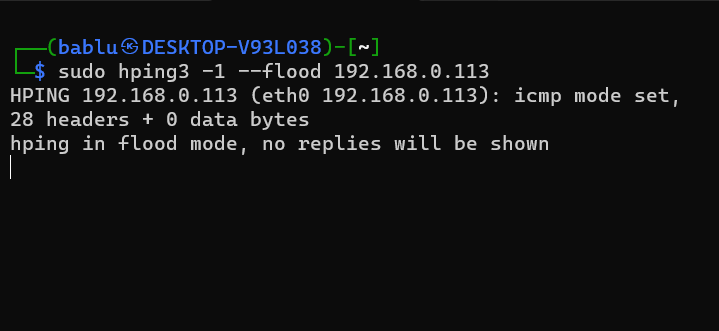 ┌──(bablu㉿DESKTOP-V93L038)-[~]
└─$ sudo hping3 -1 --flood 192.168.0.113
HPING 192.168.0.113 (eth0 192.168.0.113): icmp mode set,
28 headers + 0 data bytes
hping in flood mode, no replies will be shown